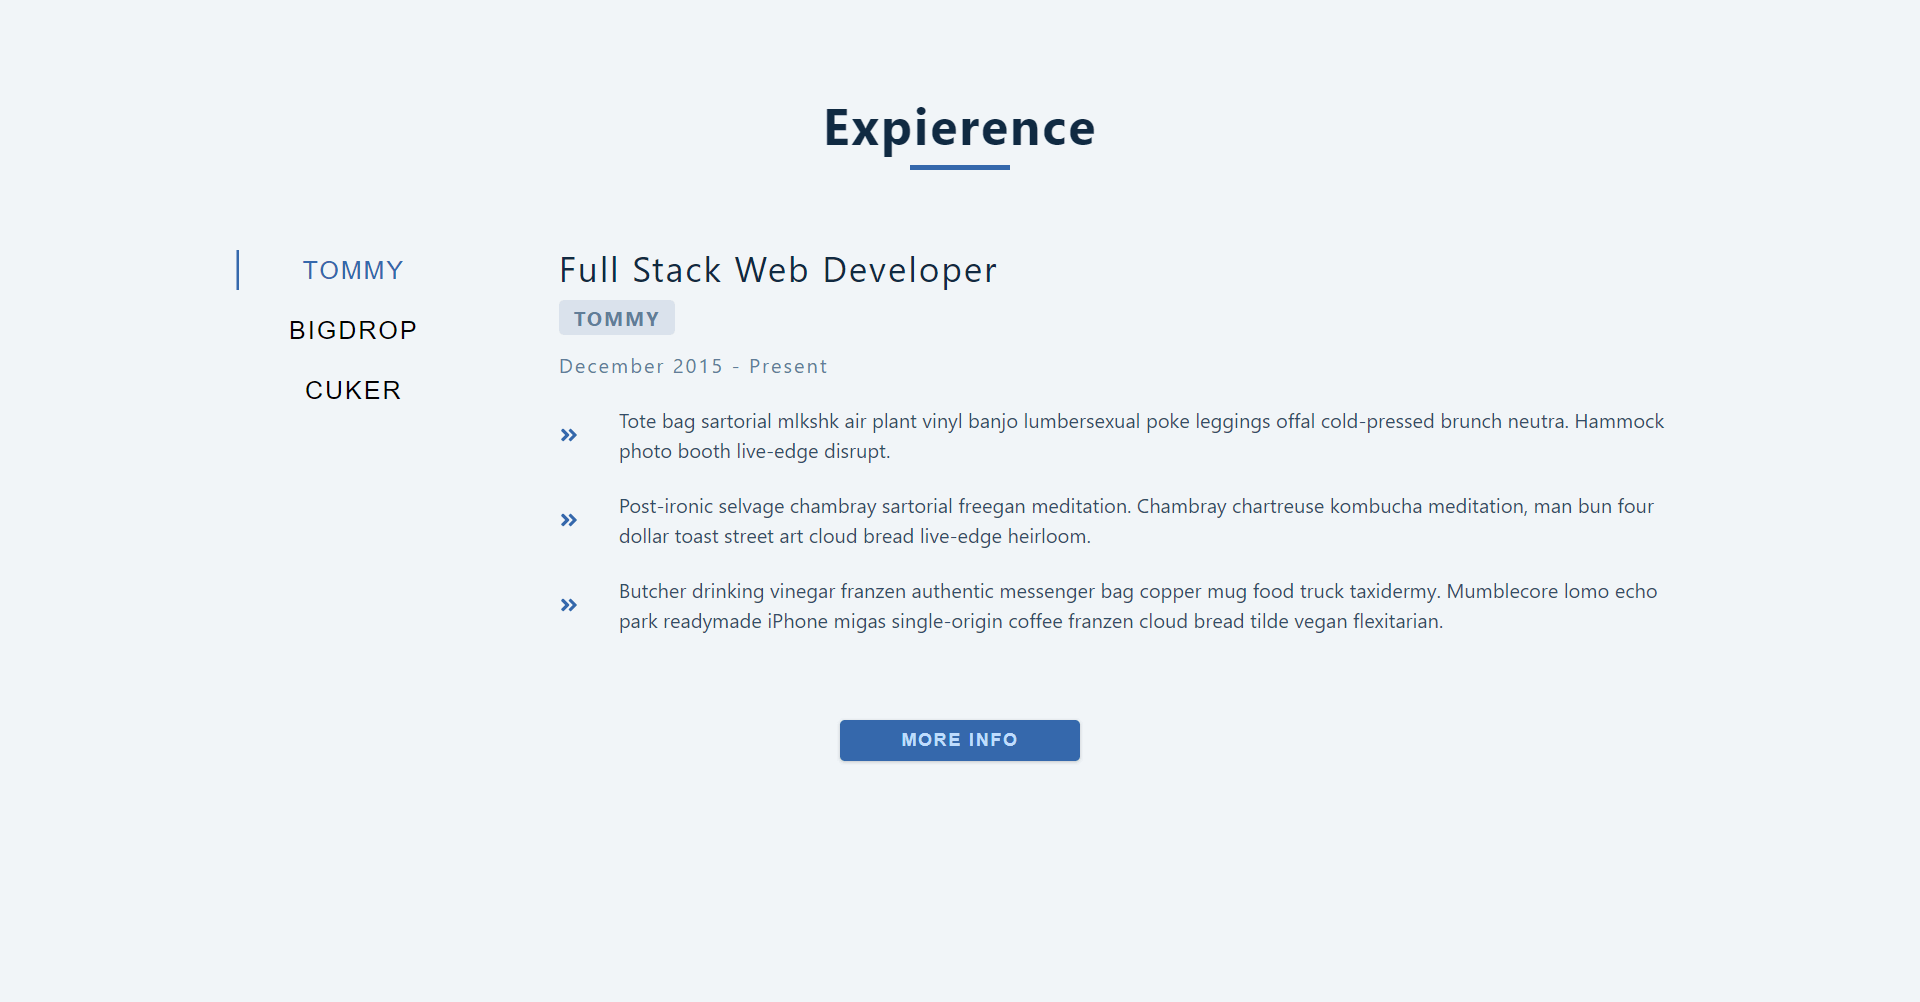 Expierence
TOMMY
BIGDROP
CUKER
Full Stack Web Developer
TOMMY
December 2015 - Present
Tote bag sartorial mlkshk air plant vinyl banjo lumbersexual poke leggings offal cold-pressed brunch neutra. Hammock
photo booth live-edge disrupt.
Post-ironic selvage chambray sartorial freegan meditation. Chambray chartreuse kombucha meditation, man bun four
dollar toast street art cloud bread live-edge heirloom.
Butcher drinking vinegar franzen authentic messenger bag copper mug food truck taxidermy. Mumblecore lomo echo
park readymade iPhone migas single-origin coffee franzen cloud bread tilde vegan flexitarian.
MORE INFO